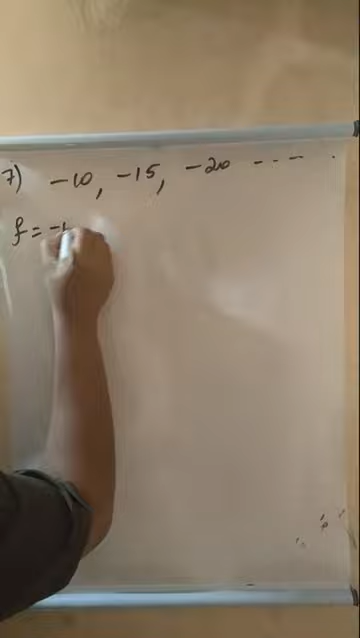 7) -10, -15, -20 - - - .
f = -1